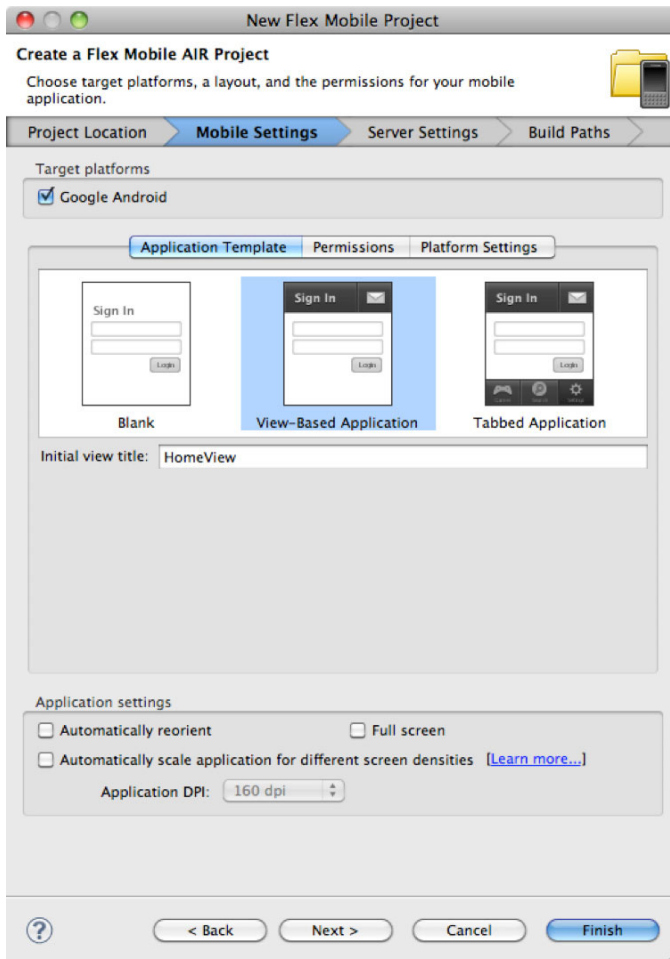 New Flex Mobile Project
Create a Flex Mobile AIR Project
Choose target platforms, a layout, and the permissions for your mobile
application.
Project Location Mobile Settings Server Settings Build Paths
Target platforms
Google Android
Application Template Permissions Platform Settings
Sign In Sign In Sign In
Login Login Login
Blank View-Based Application Tabbed Application
Initial view title: HomeView
Application settings
Automatically reorient Full screen
Automatically scale application for different screen densities [Learn more...]
Application DPI: 160 dpi
? < Back Next > Cancel Finish